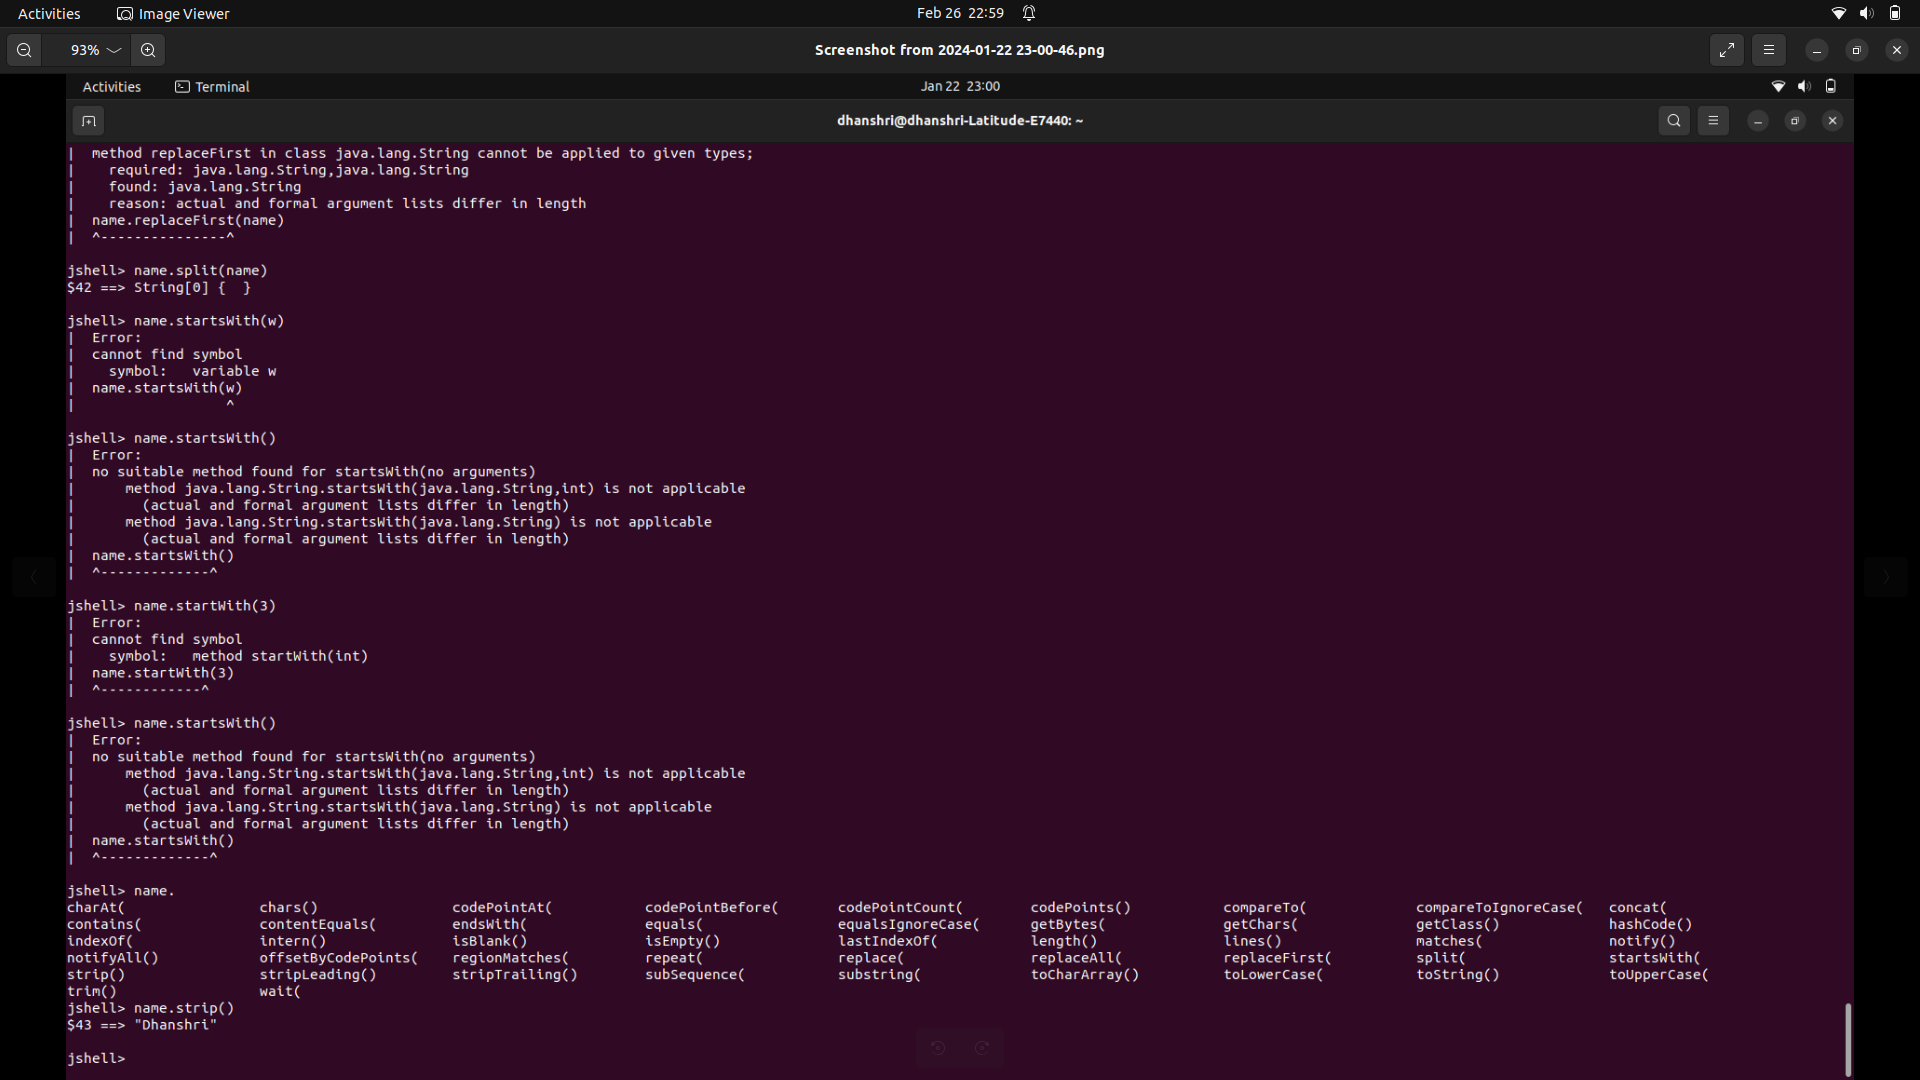 Activities Image Viewer Feb 26 22:59
93% Screenshot from 2024-01-22 23-00-46.png
Activities Terminal Jan 22 23:00
dhanshri@dhanshri-Latitude-E7440: ~
|  method replaceFirst in class java.lang.String cannot be applied to given types;
|    required: java.lang.String,java.lang.String
|    found: java.lang.String
|    reason: actual and formal argument lists differ in length
|  name.replaceFirst(name)
|  ^---------------^
jshell> name.split(name)
$42 ==> String[0] {  }
jshell> name.startsWith(w)
|  Error:
|  cannot find symbol
|    symbol:   variable w
|  name.startsWith(w)
|                  ^
jshell> name.startsWith()
|  Error:
|  no suitable method found for startsWith(no arguments)
|      method java.lang.String.startsWith(java.lang.String,int) is not applicable
|        (actual and formal argument lists differ in length)
|      method java.lang.String.startsWith(java.lang.String) is not applicable
|        (actual and formal argument lists differ in length)
|  name.startsWith()
|  ^-------------^
jshell> name.startWith(3)
|  Error:
|  cannot find symbol
|    symbol:   method startWith(int)
|  name.startWith(3)
|  ^------------^
jshell> name.startsWith()
|  Error:
|  no suitable method found for startsWith(no arguments)
|      method java.lang.String.startsWith(java.lang.String,int) is not applicable
|        (actual and formal argument lists differ in length)
|      method java.lang.String.startsWith(java.lang.String) is not applicable
|        (actual and formal argument lists differ in length)
|  name.startsWith()
|  ^-------------^
jshell> name.
charAt( chars() codePointAt( codePointBefore( codePointCount( codePoints() compareTo( compareToIgnoreCase( concat(
contains( contentEquals( endsWith( equals( equalsIgnoreCase( getBytes( getChars( getClass() hashCode()
indexOf( intern() isBlank() isEmpty() lastIndexOf( length() lines() matches( notify()
notifyAll() offsetByCodePoints( regionMatches( repeat( replace( replaceAll( replaceFirst( split( startsWith(
strip() stripLeading() stripTrailing() subSequence( substring( toCharArray() toLowerCase( toString() toUpperCase(
trim() wait(
jshell> name.strip()
$43 ==> "Dhanshri"
jshell>